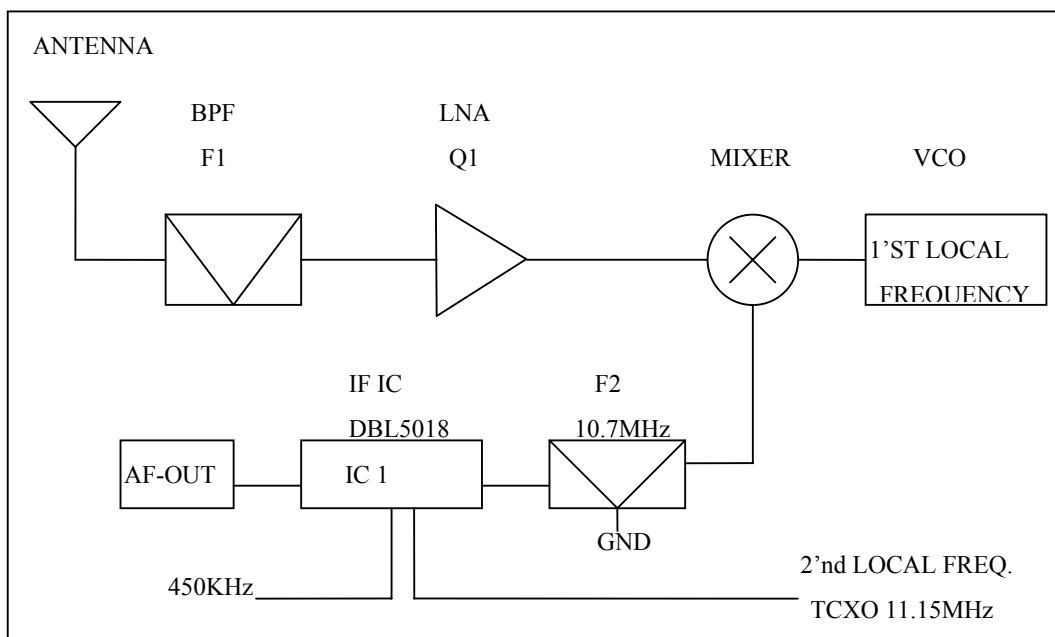 ANTENNA
BPF
F1
LNA
Q1
MIXER
VCO
1'ST LOCAL
FREQUENCY
IF IC
DBL5018
IC 1
F2
10.7MHz
GND
AF-OUT
450KHz
2'nd LOCAL FREQ.
TCXO 11.15MHz